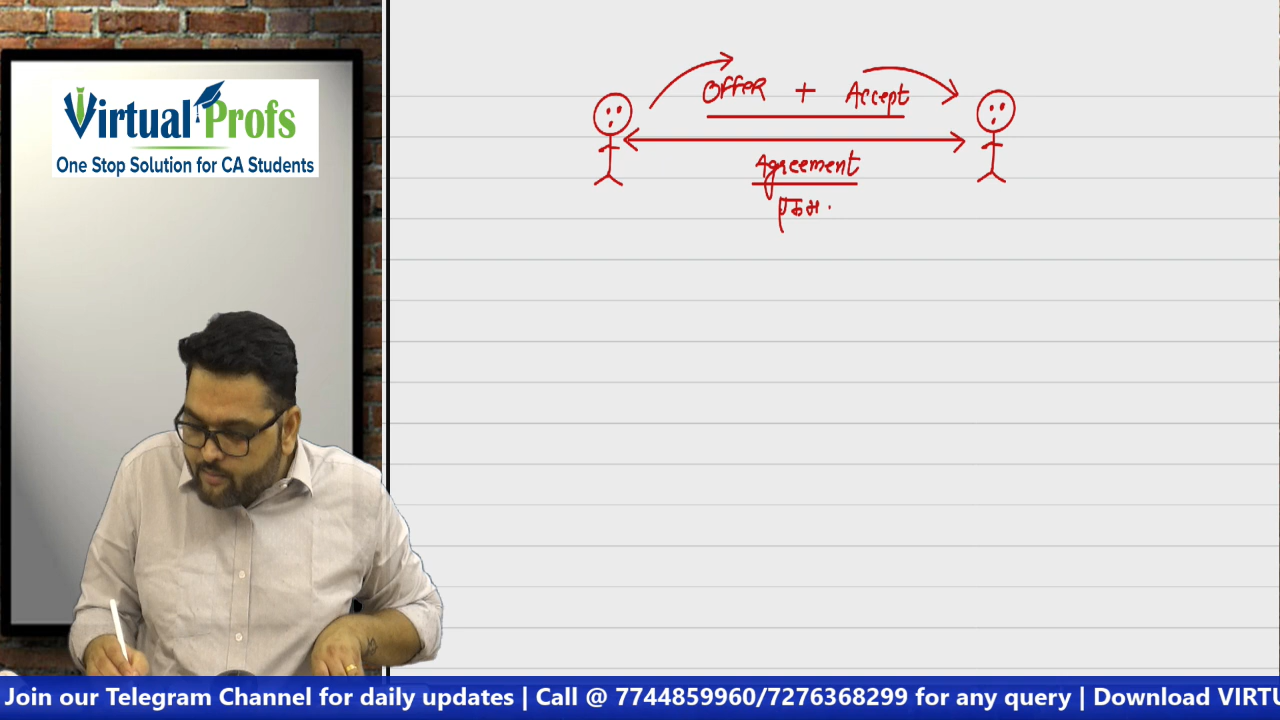 Virtual Profs
One Stop Solution for CA Students
OFFER + Accept
Agreement
Join our Telegram Channel for daily updates | Call @ 7744859960/7276368299 for any query | Download VIRTU